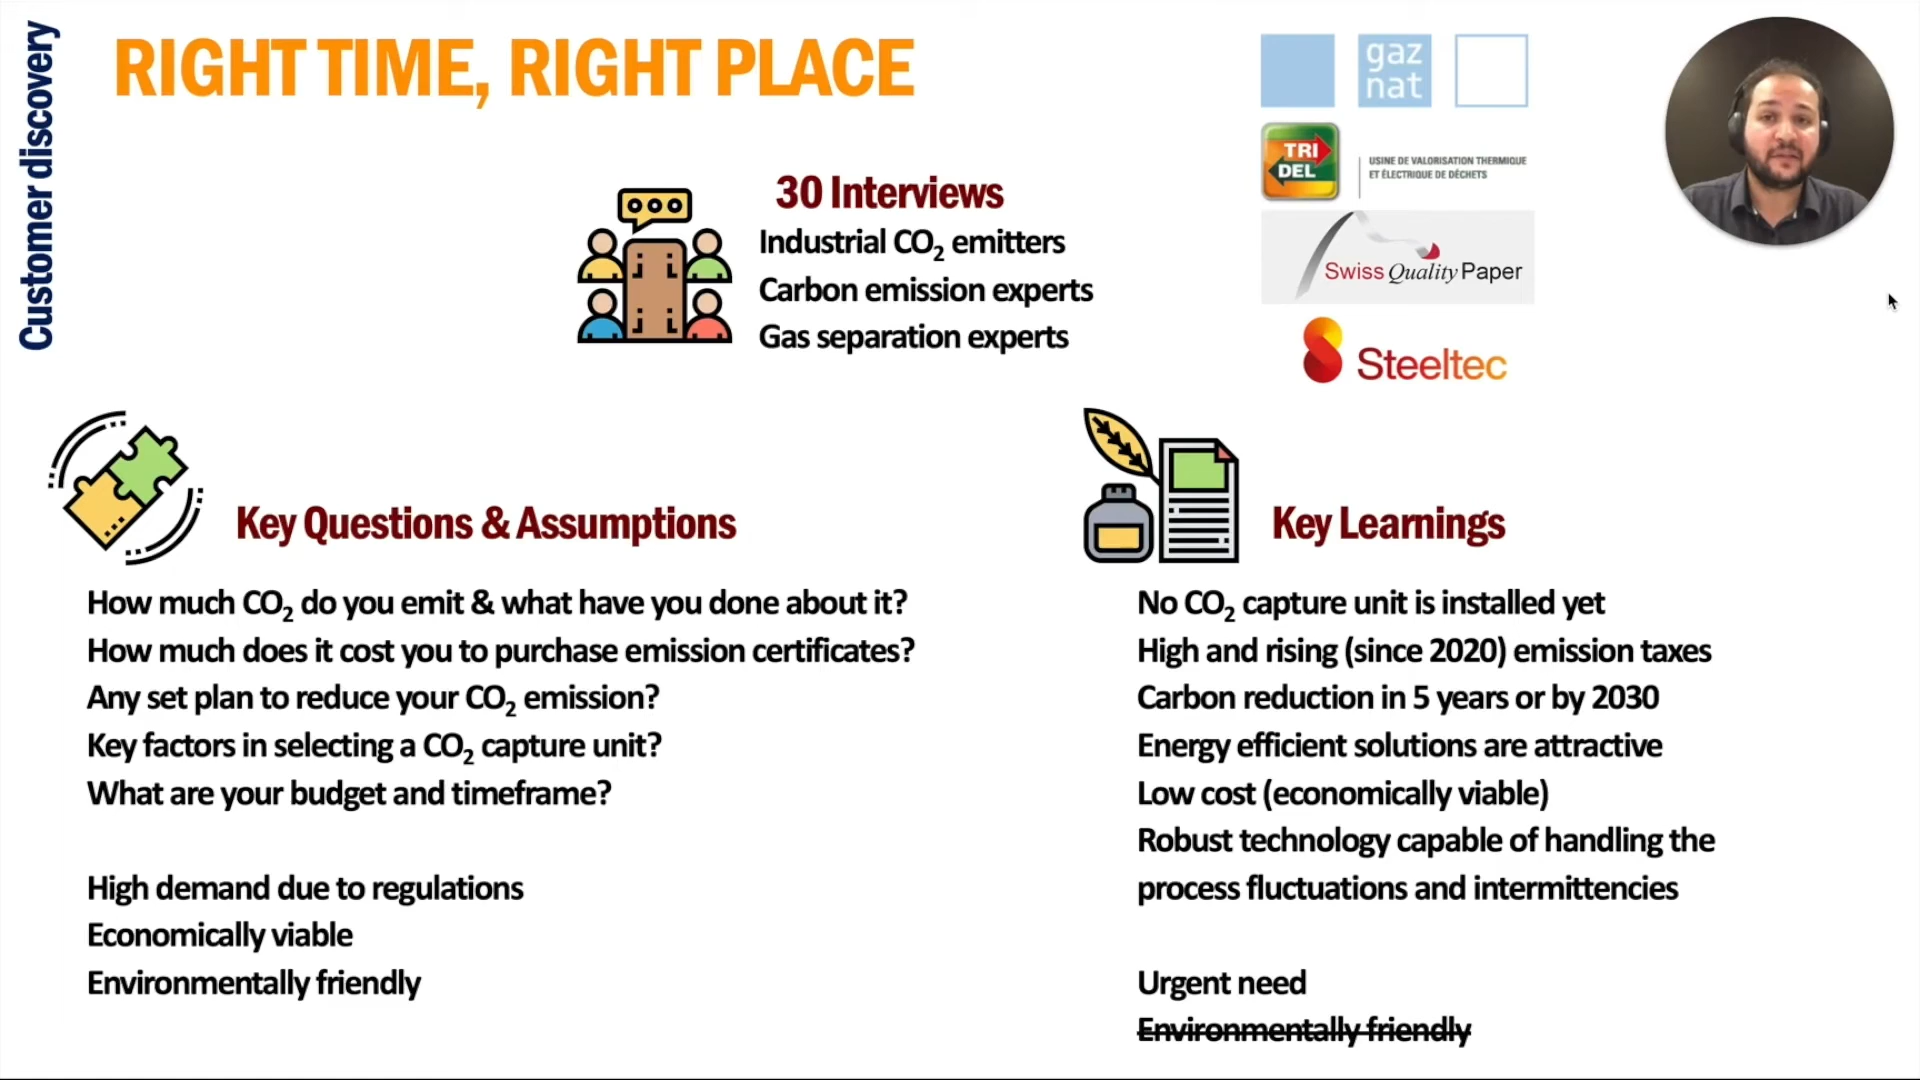 Customer discovery
RIGHT TIME, RIGHT PLACE
30 Interviews
Industrial CO₂ emitters
Carbon emission experts
Gas separation experts
gaz
nat
TRI
DEL
USINE DE VALORISATION THERMIQUE
ET ÉLECTRIQUE DE DÉCHETS
Swiss Quality Paper
Steeltec
Key Questions & Assumptions
How much CO₂ do you emit & what have you done about it?
How much does it cost you to purchase emission certificates?
Any set plan to reduce your CO₂ emission?
Key factors in selecting a CO₂ capture unit?
What are your budget and timeframe?
High demand due to regulations
Economically viable
Environmentally friendly
Key Learnings
No CO₂ capture unit is installed yet
High and rising (since 2020) emission taxes
Carbon reduction in 5 years or by 2030
Energy efficient solutions are attractive
Low cost (economically viable)
Robust technology capable of handling the
process fluctuations and intermittencies
Urgent need
Environmentally friendly